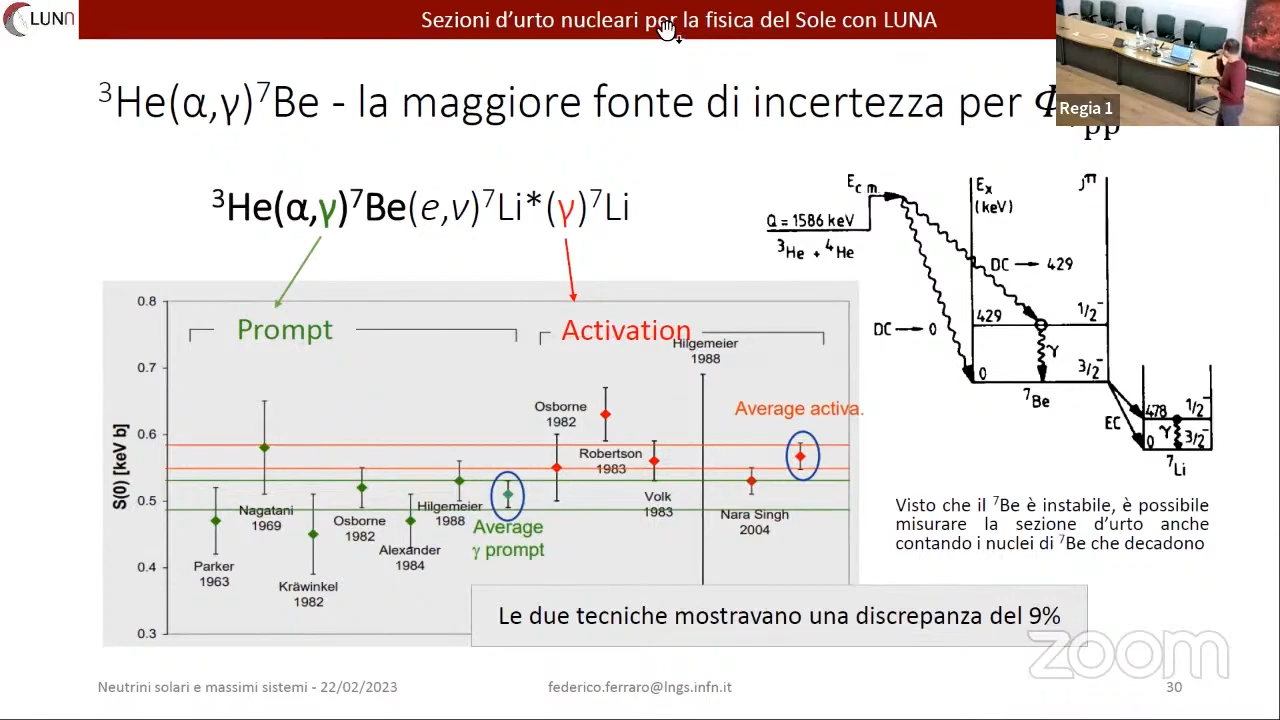 LUNA
Sezioni d'urto nucleari per la fisica del Sole con LUNA
Regia 1
³He(α,γ)⁷Be - la maggiore fonte di incertezza per Φ
pp
³He(α,γ)⁷Be(e,ν)⁷Li*(γ)⁷Li
E c.m.
Q = 1586 keV
³He + ⁴He
Ex
(keV)
Jπ
DC → 429
DC → 0
429
1/2⁻
γ
0
3/2⁻
⁷Be
EC
478
1/2⁻
γ
0
3/2⁻
⁷Li
S(0) [keV b]
0.8
0.7
0.6
0.5
0.4
0.3
Prompt
Activation
Parker
1963
Nagatani
1969
Kräwinkel
1982
Osborne
1982
Alexander
1984
Hilgemeier
1988
Average
γ prompt
Osborne
1982
Robertson
1983
Volk
1983
Hilgemeier
1988
Nara Singh
2004
Average activa.
Visto che il ⁷Be è instabile, è possibile
misurare la sezione d'urto anche
contando i nuclei di ⁷Be che decadono
Le due tecniche mostravano una discrepanza del 9%
zoom
Neutrini solari e massimi sistemi - 22/02/2023
federico.ferraro@lngs.infn.it
30